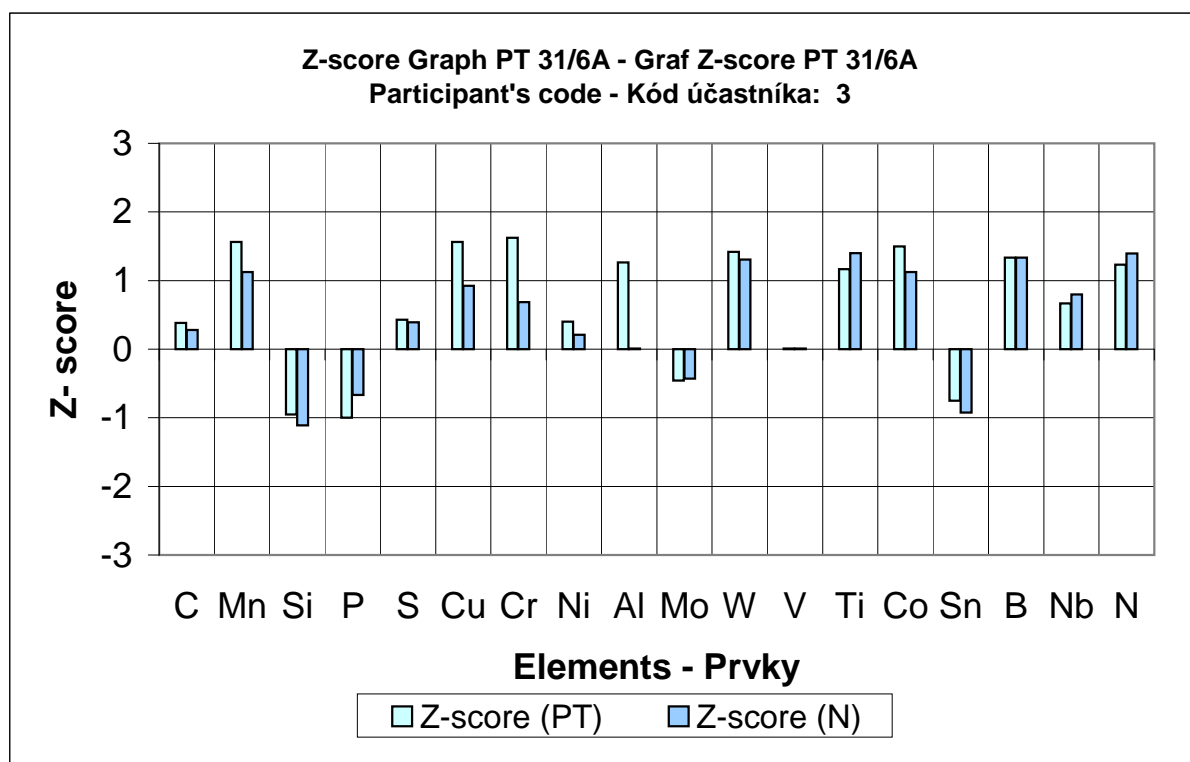 Z-score Graph PT 31/6A - Graf Z-score PT 31/6A
Participant's code - Kód účastníka: 3
3
2
1
0
-1
-2
-3
Z- score
C Mn Si P S Cu Cr Ni Al Mo W V Ti Co Sn B Nb N
Elements - Prvky
Z-score (PT) Z-score (N)